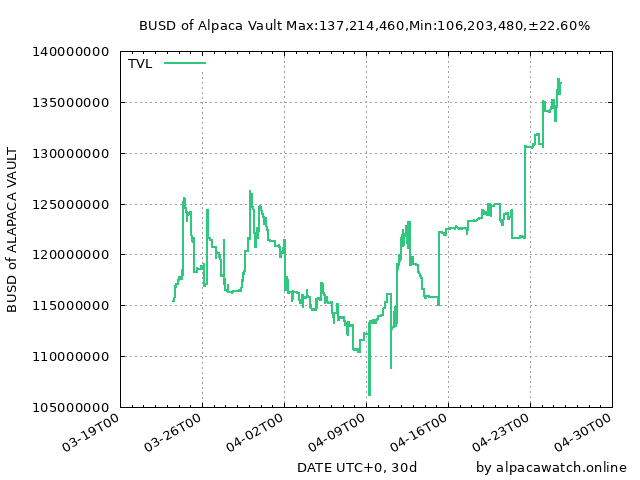 BUSD of Alpaca Vault Max:137,214,460,Min:106,203,480,±22.60%
TVL
140000000
135000000
130000000
125000000
120000000
115000000
110000000
105000000
BUSD of ALAPACA VAULT
03-19T00
03-26T00
04-02T00
04-09T00
04-16T00
04-23T00
04-30T00
DATE UTC+0, 30d
by alpacawatch.online